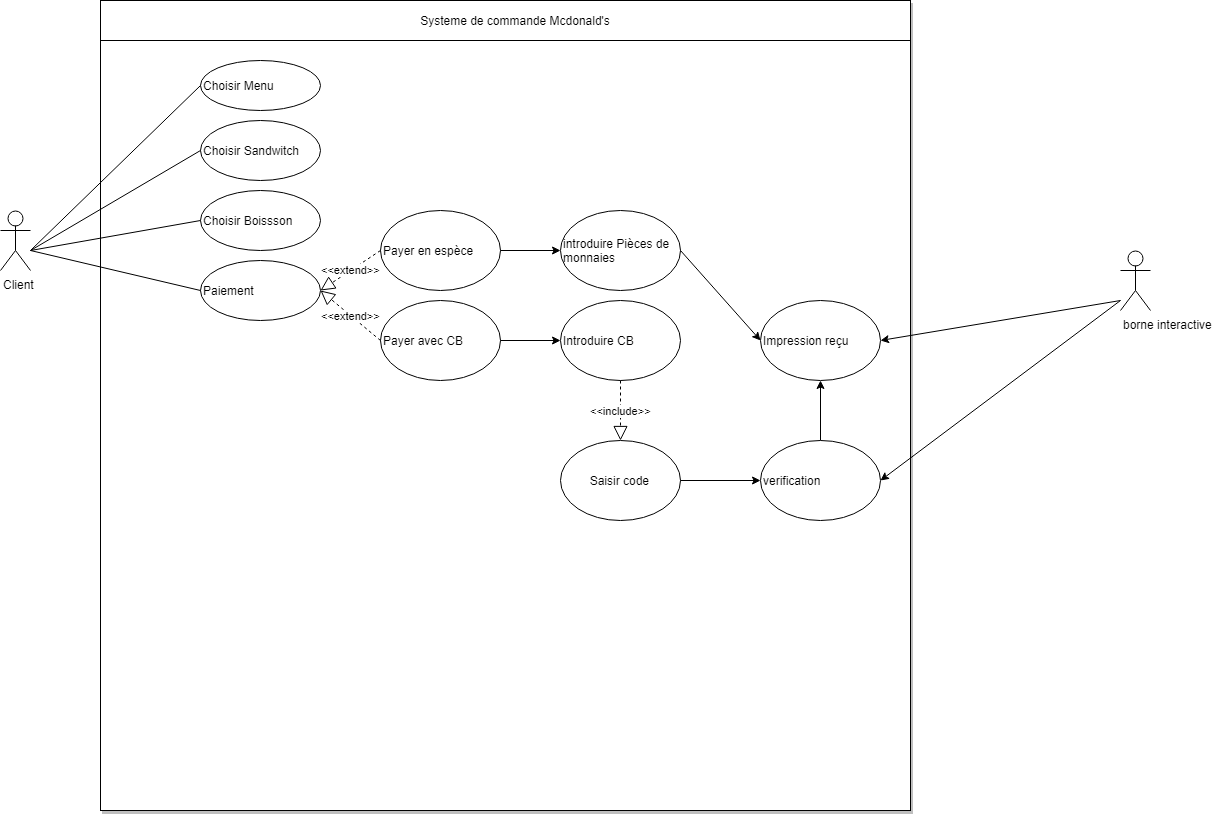 Systeme de commande Mcdonald's
Choisir Menu
Choisir Sandwitch
Choisir Boissson
Client
Paiement
<<extend>>
<<extend>>
Payer en espèce
introduire Pièces de
monnaies
Payer avec CB
Introduire CB
Impression reçu
borne interactive
<<include>>
Saisir code
verification